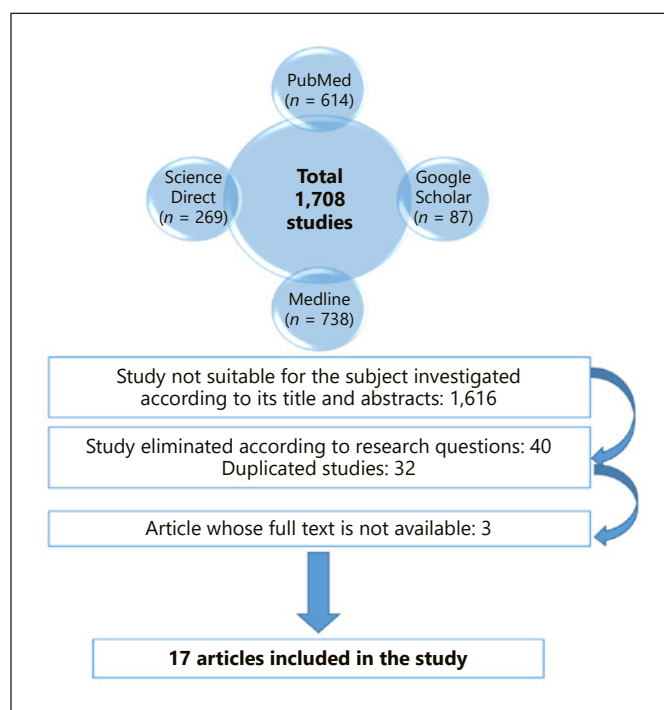 PubMed
(n = 614)
Science
Direct
(n = 269)
Total
1,708
studies
Google
Scholar
(n = 87)
Medline
(n = 738)
Study not suitable for the subject investigated
according to its title and abstracts: 1,616
Study eliminated according to research questions: 40
Duplicated studies: 32
Article whose full text is not available: 3
17 articles included in the study